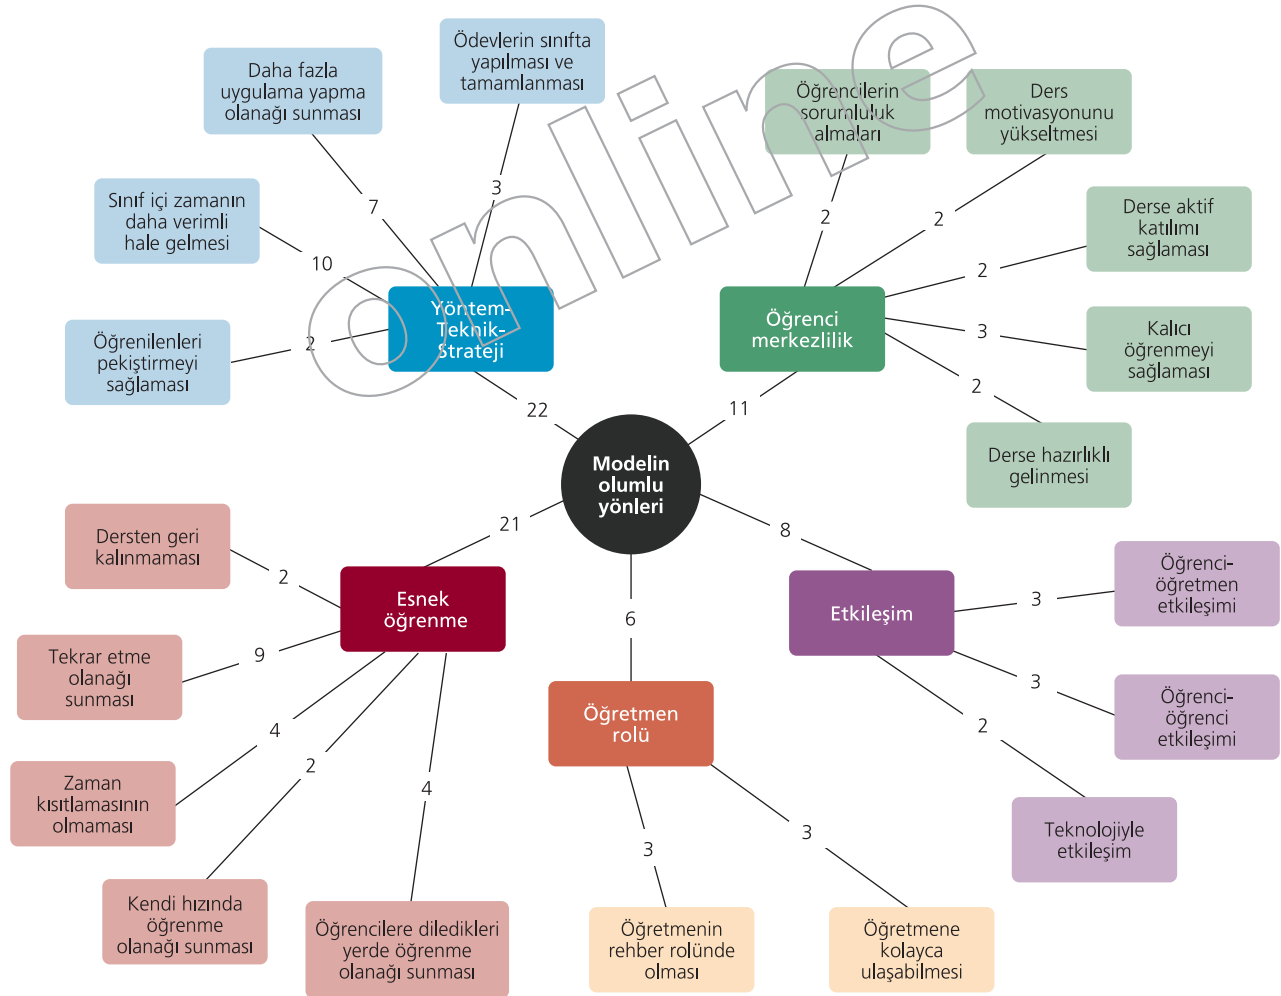 Ödevlerin sınıfta
yapılması ve
tamamlanması
Daha fazla
uygulama yapma
olanağı sunması
Sınıf içi zamanın
daha verimli
hale gelmesi
Öğrenilenleri
pekiştirmeyi
sağlaması
3
7
10
2
Yöntem-
Teknik-
Strateji
22
Öğrencilerin
sorumluluk
almaları
Ders
motivasyonunu
yükseltmesi
Derse aktif
katılımı
sağlaması
Kalıcı
öğrenmeyi
sağlaması
Derse hazırlıklı
gelinmesi
2
2
2
3
2
Öğrenci
merkezlilik
11
Modelin
olumlu
yönleri
21
Esnek
öğrenme
Dersten geri
kalınmaması
2
Tekrar etme
olanağı
sunması
9
Zaman
kısıtlamasının
olmaması
4
Kendi hızında
öğrenme
olanağı sunması
2
Öğrencilere diledikleri
yerde öğrenme
olanağı sunması
4
6
Öğretmen
rolü
3
Öğretmenin
rehber rolünde
olması
3
Öğretmene
kolayca
ulaşabilmesi
8
Etkileşim
3
Öğrenci-
öğretmen
etkileşimi
3
Öğrenci-
öğrenci
etkileşimi
2
Teknolojiyle
etkileşim
online